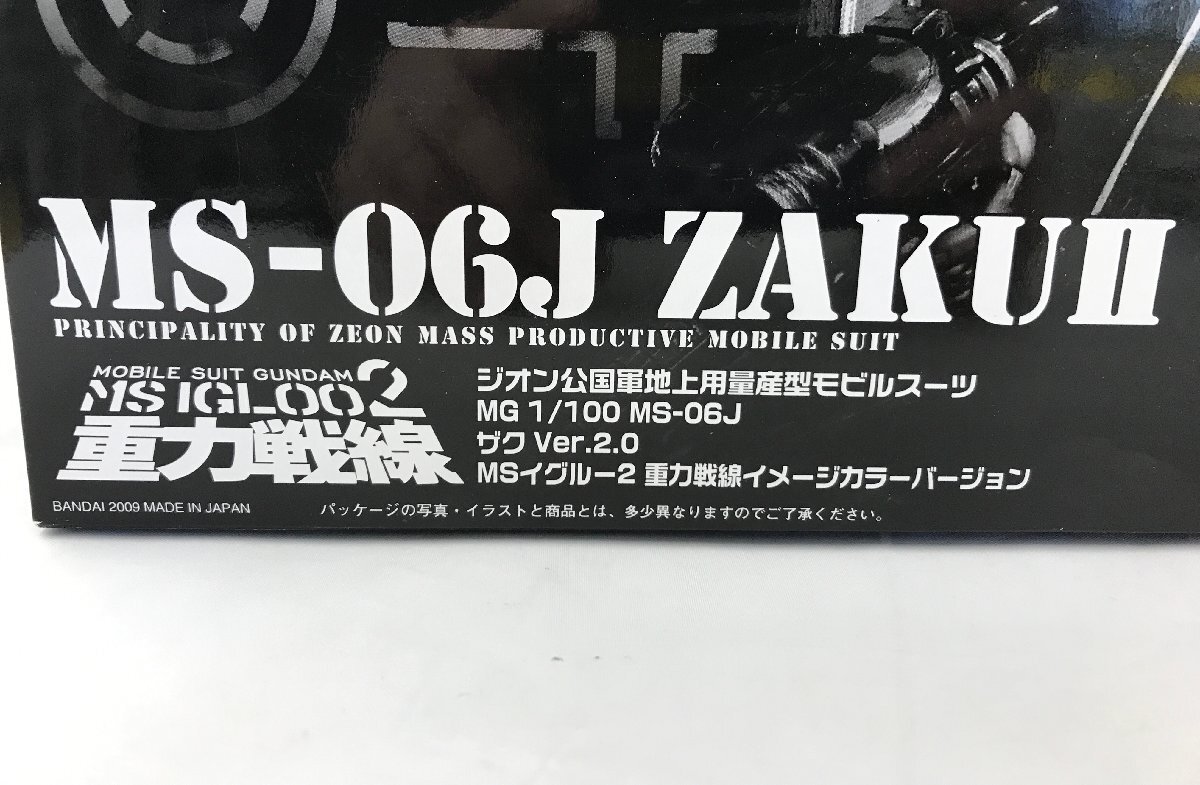 MS-06J ZAKUII
PRINCIPALITY OF ZEON MASS PRODUCTIVE MOBILE SUIT
MOBILE SUIT GUNDAM
MS IGLOO2
重力戦線
ジオン公国軍地上用量産型モビルスーツ
MG 1/100 MS-06J
ザク Ver.2.0
MSイグルー2 重力戦線イメージカラーバージョン
BANDAI 2009 MADE IN JAPAN
パッケージの写真・イラストと商品とは、多少異なりますのでご了承ください。